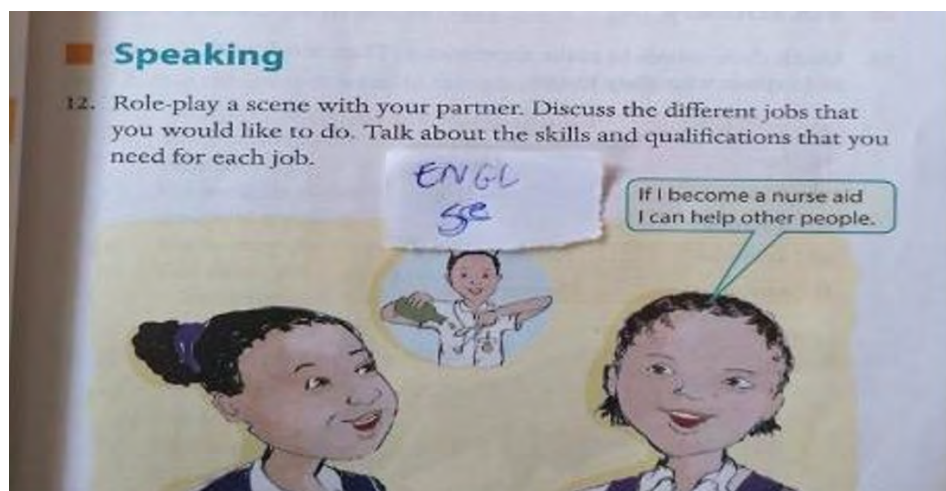 Speaking
12. Role-play a scene with your partner. Discuss the different jobs that
you would like to do. Talk about the skills and qualifications that you
need for each job.
ENGL
5e
If I become a nurse aid
I can help other people.